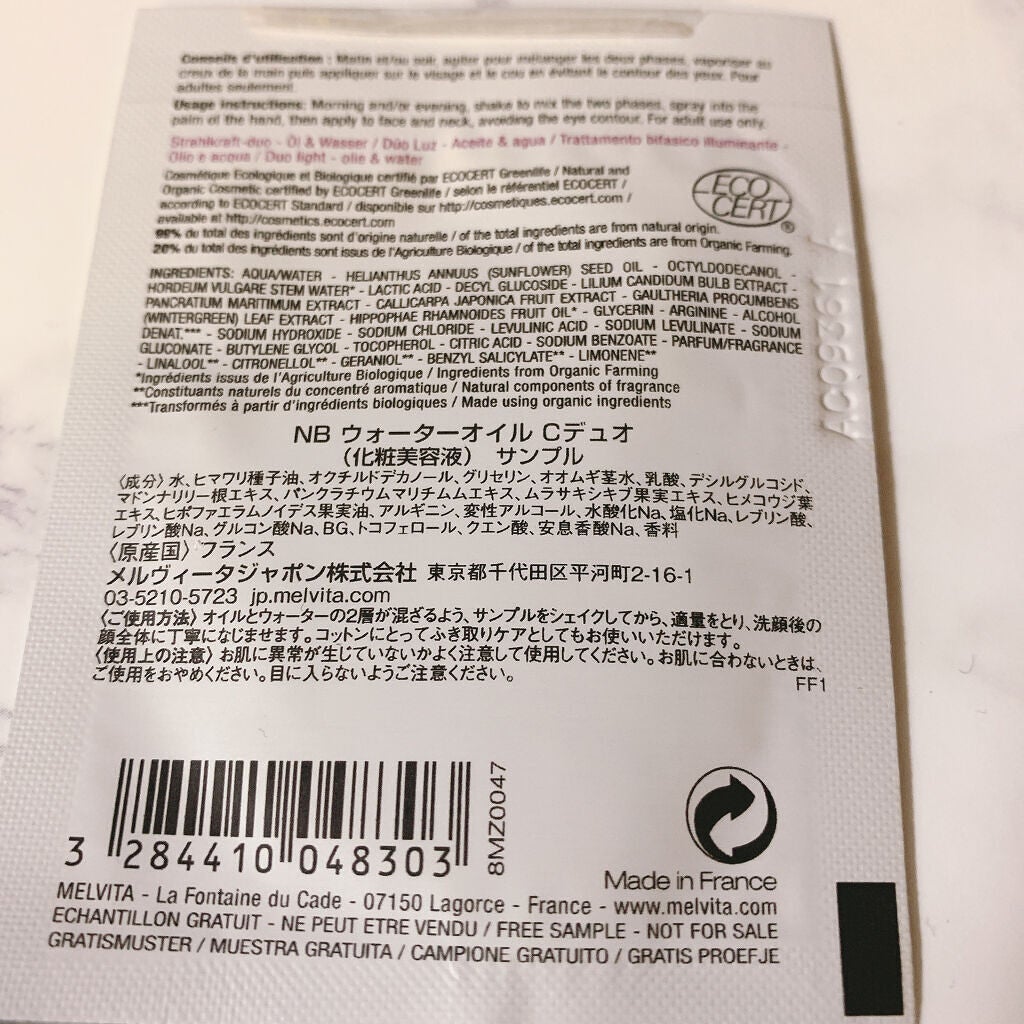 Conseils d'utilisation : Matin et/ou soir, agiter pour mélanger les deux phases, vaporiser au
creux de la main puis appliquer sur le visage et le cou en évitant le contour des yeux. Pour
adultes seulement.
Usage instructions: Morning and/or evening, shake to mix the two phases, spray into the
palm of the hand, then apply to face and neck, avoiding the eye contour. For adult use only.
Strahlkraft-duo - Öl & Wasser / Dúo Luz - Aceite & agua / Trattamento bifasico illuminante -
Olio e acqua / Duo light - olie & water
Cosmétique Ecologique et Biologique certifié par ECOCERT Greenlife / Natural and
Organic Cosmetic certified by ECOCERT Greenlife / selon le référentiel ECOCERT /
according to ECOCERT Standard / disponible sur http://cosmetiques.ecocert.com /
available at http://cosmetics.ecocert.com
ECO
CERT
®
98% du total des ingrédients sont d'origine naturelle / of the total ingredients are from natural origin.
26% du total des ingrédients sont issus de l'Agriculture Biologique / of the total ingredients are from Organic Farming.
INGREDIENTS: AQUA/WATER - HELIANTHUS ANNUUS (SUNFLOWER) SEED OIL - OCTYLDODECANOL -
HORDEUM VULGARE STEM WATER* - LACTIC ACID - DECYL GLUCOSIDE - LILIUM CANDIDUM BULB EXTRACT -
PANCRATIUM MARITIMUM EXTRACT - CALLICARPA JAPONICA FRUIT EXTRACT - GAULTHERIA PROCUMBENS
(WINTERGREEN) LEAF EXTRACT - HIPPOPHAE RHAMNOIDES FRUIT OIL* - GLYCERIN - ARGININE - ALCOHOL
DENAT.*** - SODIUM HYDROXIDE - SODIUM CHLORIDE - LEVULINIC ACID - SODIUM LEVULINATE - SODIUM
GLUCONATE - BUTYLENE GLYCOL - TOCOPHEROL - CITRIC ACID - SODIUM BENZOATE - PARFUM/FRAGRANCE
- LINALOOL** - CITRONELLOL** - GERANIOL** - BENZYL SALICYLATE** - LIMONENE**
*Ingrédients issus de l'Agriculture Biologique / Ingredients from Organic Farming
**Constituants naturels du concentré aromatique / Natural components of fragrance
***Transformés à partir d'ingrédients biologiques / Made using organic ingredients
NB ウォーターオイル Cデュオ
(化粧美容液) サンプル
〈成分〉水、ヒマワリ種子油、オクチルドデカノール、グリセリン、オオムギ茎水、乳酸、デシルグルコシド、
マドンナリリー根エキス、パンクラチウムマリチムムエキス、ムラサキシキブ果実エキス、ヒメコウジ葉
エキス、ヒポファエラムノイデス果実油、アルギニン、変性アルコール、水酸化Na、塩化Na、レブリン酸、
レブリン酸Na、グルコン酸Na、BG、トコフェロール、クエン酸、安息香酸Na、香料
〈原産国〉フランス
メルヴィータジャポン株式会社 東京都千代田区平河町2-16-1
03-5210-5723 jp.melvita.com
〈ご使用方法〉オイルとウォーターの2層が混ざるよう、サンプルをシェイクしてから、適量をとり、洗顔後の
顔全体に丁寧になじませます。コットンにとってふき取りケアとしてもお使いいただけます。
〈使用上の注意〉お肌に異常が生じていないかよく注意して使用してください。お肌に合わないときは、
ご使用をおやめください。目に入らないようご注意ください。
FF1
3 284410 048303
8MZ0047
Made in France
MELVITA - La Fontaine du Cade - 07150 Lagorce - France - www.melvita.com
ECHANTILLON GRATUIT - NE PEUT ETRE VENDU / FREE SAMPLE - NOT FOR SALE
GRATISMUSTER / MUESTRA GRATUITA / CAMPIONE GRATUITO / GRATIS PROEFJE